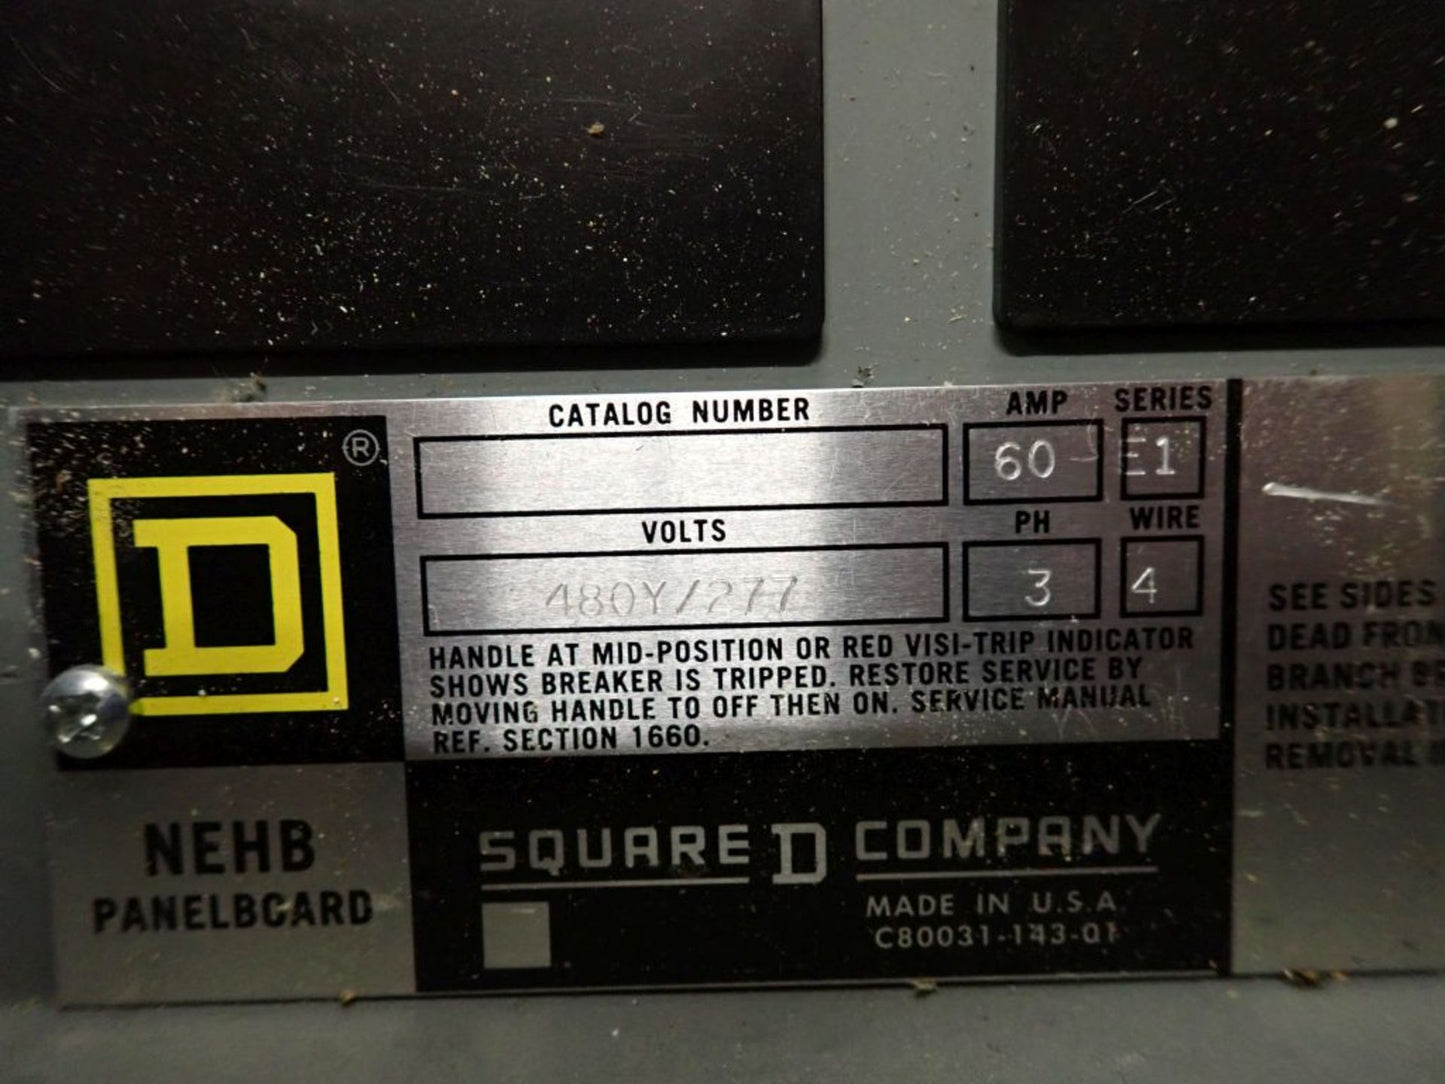 CATALOG NUMBER AMP SERIES
60 E1
VOLTS PH WIRE
480Y/277 3 4
HANDLE AT MID-POSITION OR RED VISI-TRIP INDICATOR
SHOWS BREAKER IS TRIPPED. RESTORE SERVICE BY
MOVING HANDLE TO OFF THEN ON. SERVICE MANUAL
REF. SECTION 1660.
D ®
NEHB
PANELBOARD
SQUARE D COMPANY
MADE IN U.S.A.
C80031-143-01
SEE SIDES
DEAD
BRANCH
REMOVAL